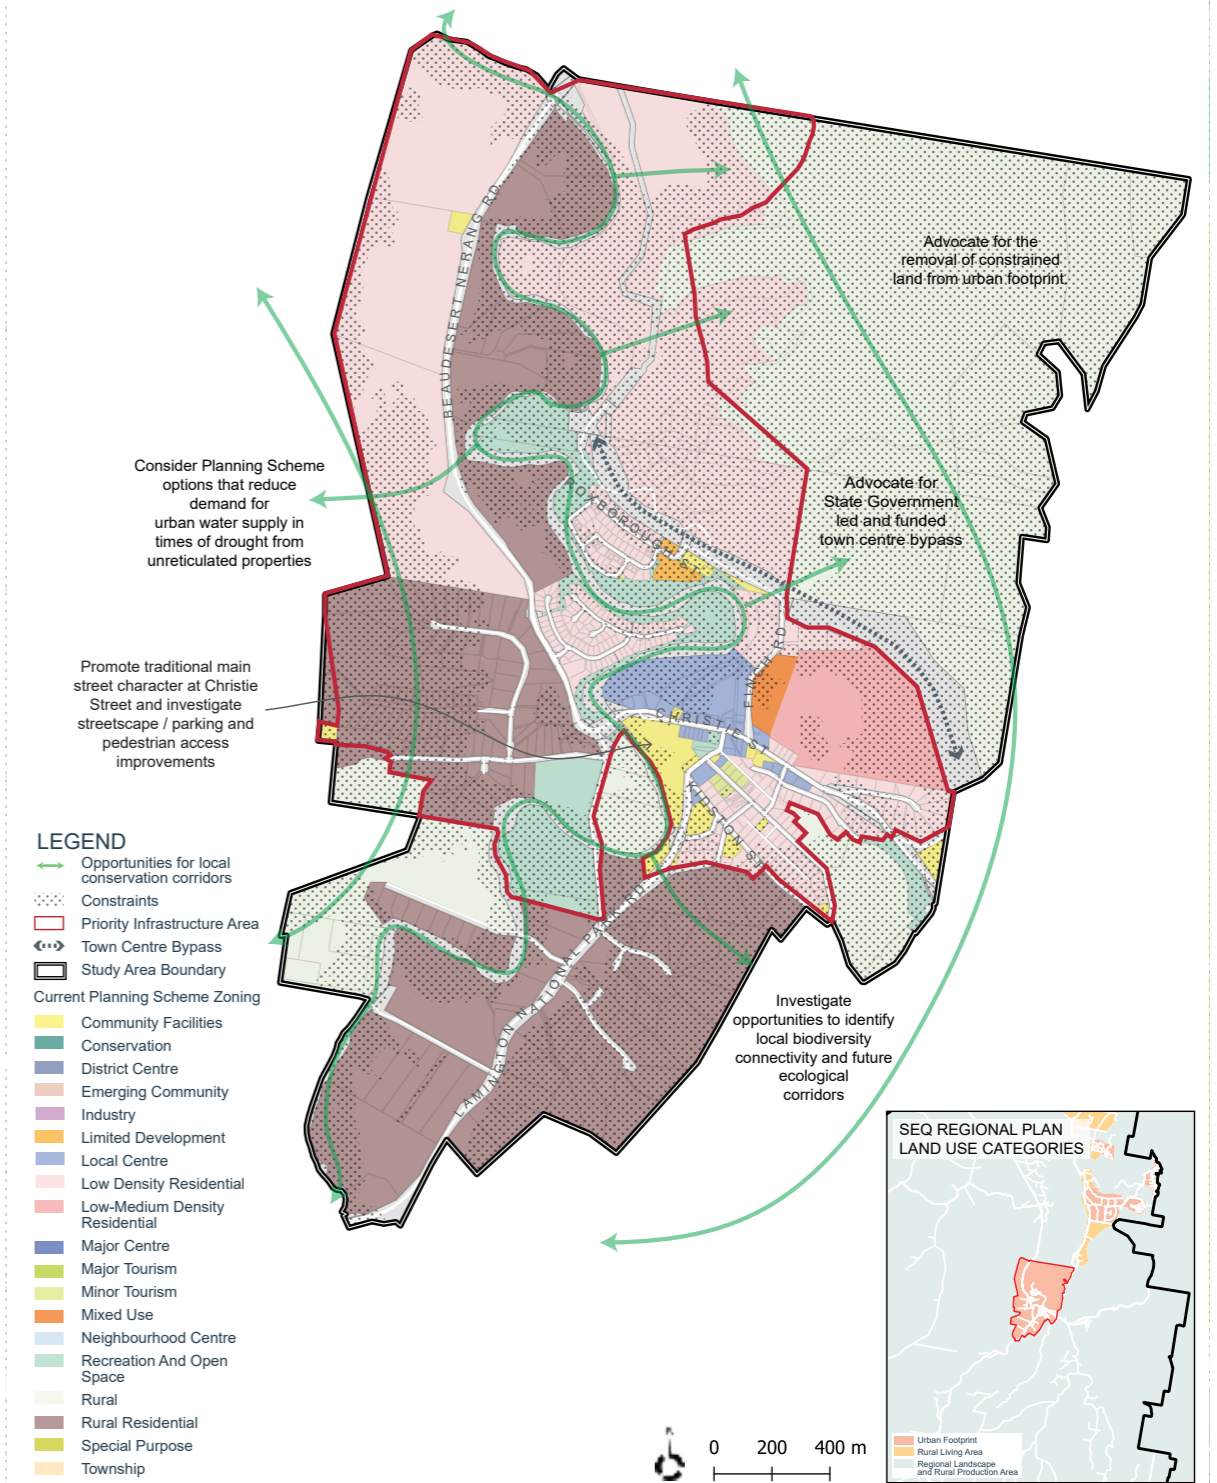 Advocate for the
removal of constrained
land from urban footprint.
BEAUDESERT NERANG RD
Consider Planning Scheme
options that reduce
demand for
urban water supply in
times of drought from
unreticulated properties
ROXBOROUGH ST
Advocate for
State Government
led and funded
town centre bypass
Promote traditional main
street character at Christie
Street and investigate
streetscape / parking and
pedestrian access
improvements
FINCH RD
CHRISTIE ST
KIDSTON ST
LAMINGTON NATIONAL PARK RD
Investigate
opportunities to identify
local biodiversity
connectivity and future
ecological
corridors
LEGEND
Opportunities for local
conservation corridors
Constraints
Priority Infrastructure Area
Town Centre Bypass
Study Area Boundary
Current Planning Scheme Zoning
Community Facilities
Conservation
District Centre
Emerging Community
Industry
Limited Development
Local Centre
Low Density Residential
Low-Medium Density
Residential
Major Centre
Major Tourism
Minor Tourism
Mixed Use
Neighbourhood Centre
Recreation And Open
Space
Rural
Rural Residential
Special Purpose
Township
0 200 400 m
SEQ REGIONAL PLAN
LAND USE CATEGORIES
Urban Footprint
Rural Living Area
Regional Landscape
and Rural Production Area